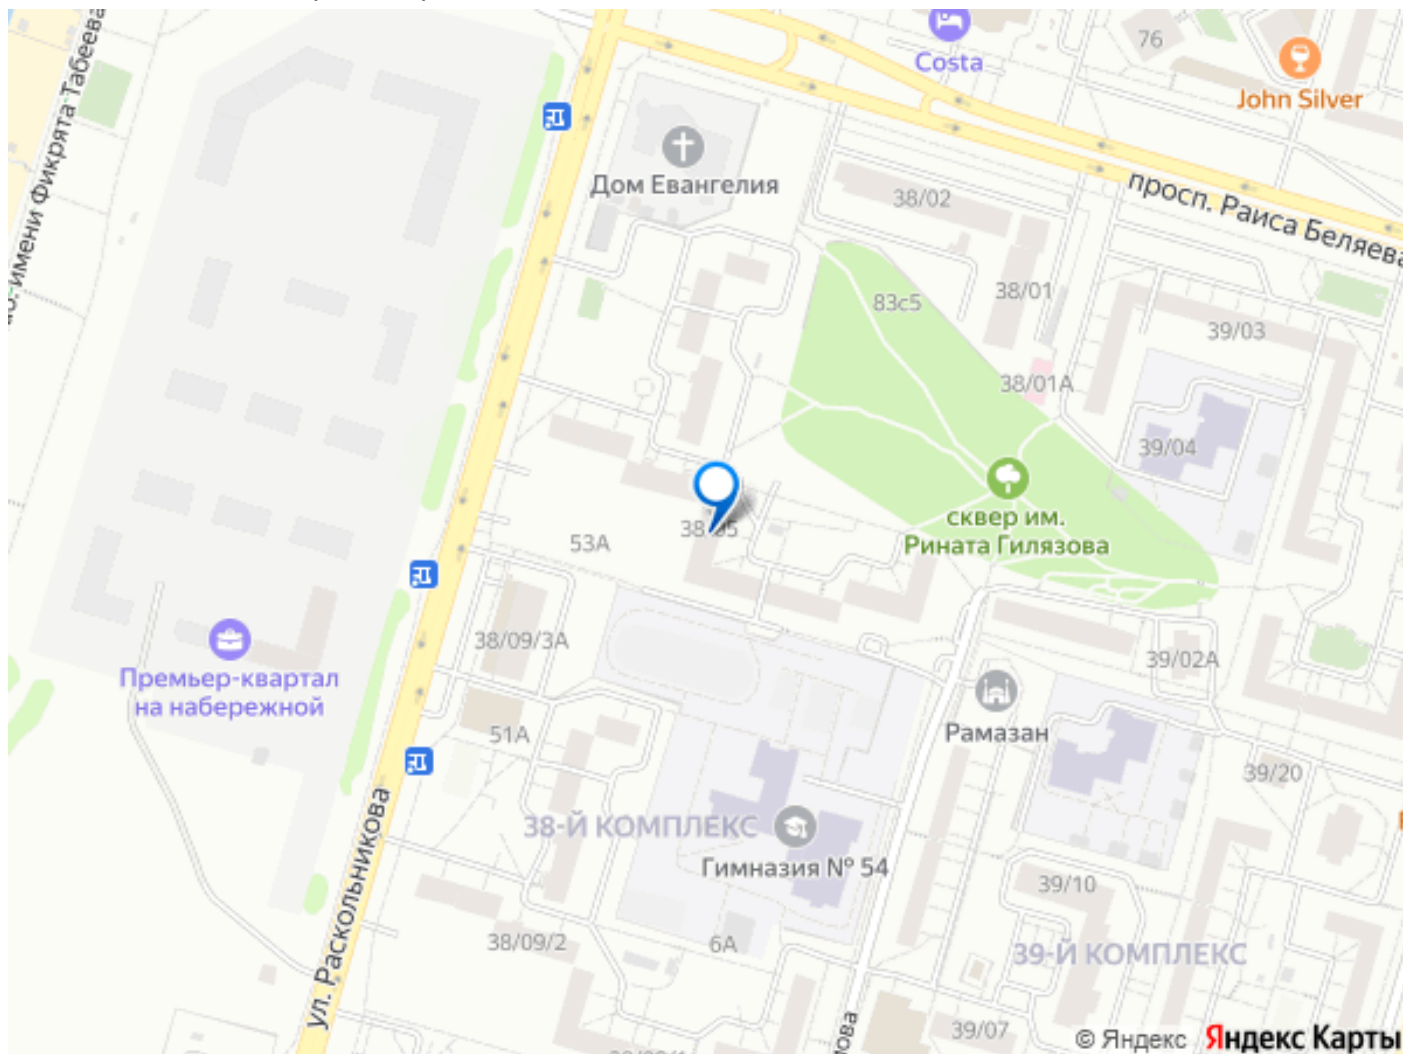 Costa
76
John Silver
просп. Раиса Беляева
имени Фикрята Табеева
Дом Евангелия
38/02
83с5
38/01
39/03
38/01А
39/04
сквер им.
Рината Гилязова
53А
38/09/3А
Премьер-квартал
на набережной
39/02А
Рамазан
51А
39/20
38-Й КОМПЛЕКС
Гимназия № 54
39/10
ул. Раскольникова
38/09/2
6А
39-Й КОМПЛЕКС
39/07
© Яндекс Яндекс Карты